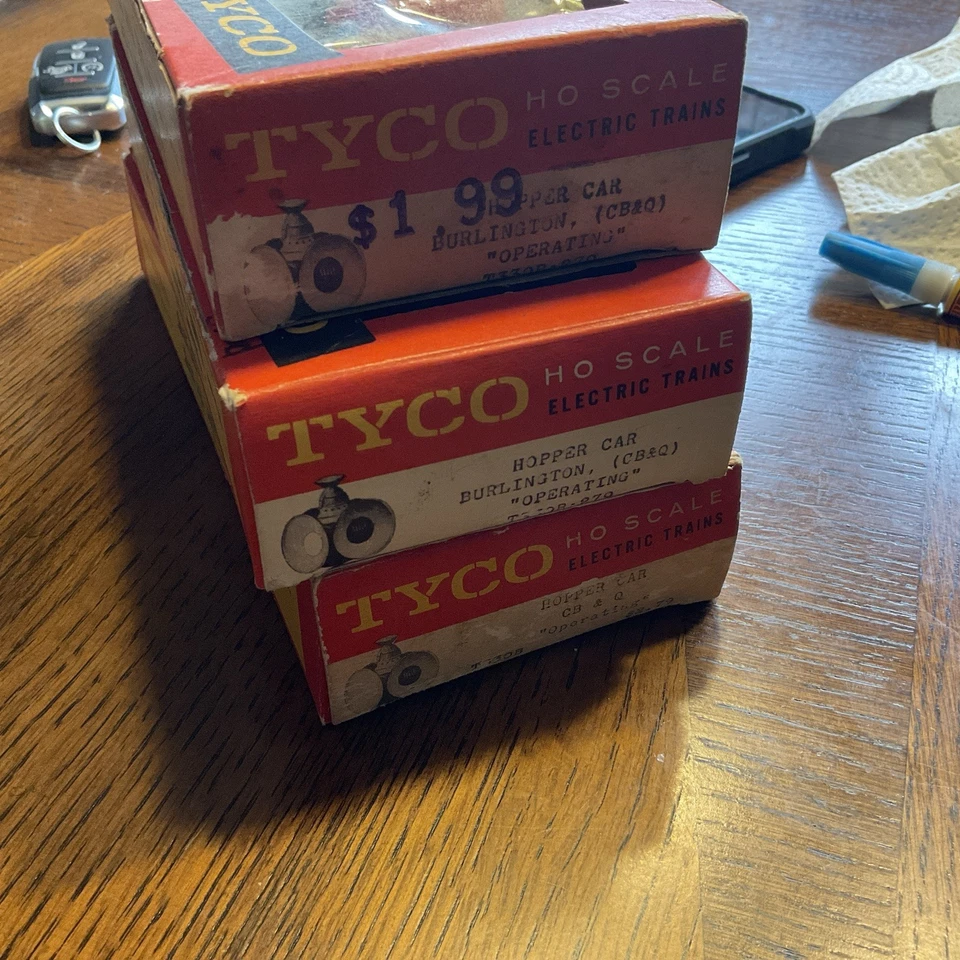 TYCO
TYCO HO SCALE
ELECTRIC TRAINS
$1.99
HOPPER CAR
BURLINGTON, (CB&Q)
"OPERATING"
TYCO HO SCALE
ELECTRIC TRAINS
HOPPER CAR
BURLINGTON, (CB&Q)
"OPERATING"
TYCO HO SCALE
ELECTRIC TRAINS
HOPPER CAR
CB & Q
"Operating"